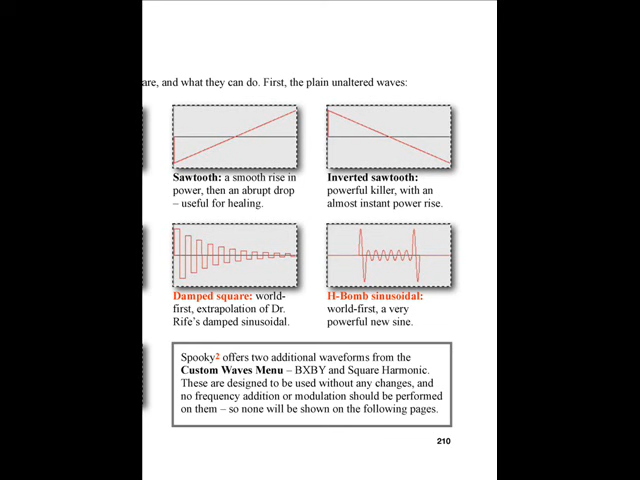 are, and what they can do. First, the plain unaltered waves:
Sawtooth: a smooth rise in
power, then an abrupt drop
– useful for healing.
Inverted sawtooth:
powerful killer, with an
almost instant power rise.
Damped square: world-
first, extrapolation of Dr.
Rife’s damped sinusoidal.
H-Bomb sinusoidal:
world-first, a very
powerful new sine.
Spooky2 offers two additional waveforms from the
Custom Waves Menu – BXBY and Square Harmonic.
These are designed to be used without any changes, and
no frequency addition or modulation should be performed
on them – so none will be shown on the following pages.
210